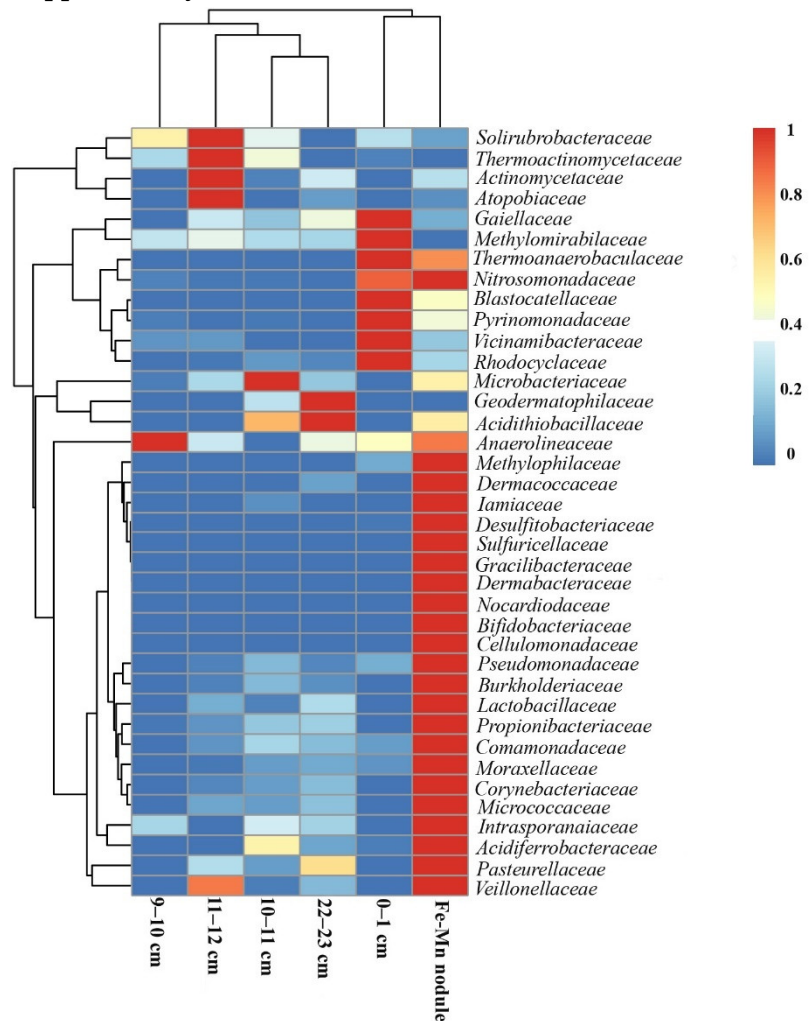 Solirubrobacteraceae
Thermoactinomycetaceae
Actinomycetaceae
Atopobiaceae
Gaiellaceae
Methylomirabilaceae
Thermoanaerobaculaceae
Nitrosomonadaceae
Blastocatellaceae
Pyrinomonadaceae
Vicinamibacteraceae
Rhodocyclaceae
Microbacteriaceae
Geodermatophilaceae
Acidithiobacillaceae
Anaerolineaceae
Methylophilaceae
Dermacoccaceae
Iamiaceae
Desulfitobacteriaceae
Sulfuricellaceae
Gracilibacteraceae
Dermabacteraceae
Nocardiodaceae
Bifidobacteriaceae
Cellulomonadaceae
Pseudomonadaceae
Burkholderiaceae
Lactobacillaceae
Propionibacteriaceae
Comamonadaceae
Moraxellaceae
Corynebacteriaceae
Micrococcaceae
Intrasporanaiaceae
Acidiferrobacteraceae
Pasteurellaceae
Veillonellaceae
1
0.8
0.6
0.4
0.2
0
9–10 cm
11–12 cm
10–11 cm
22–23 cm
0–1 cm
Fe-Mn nodule